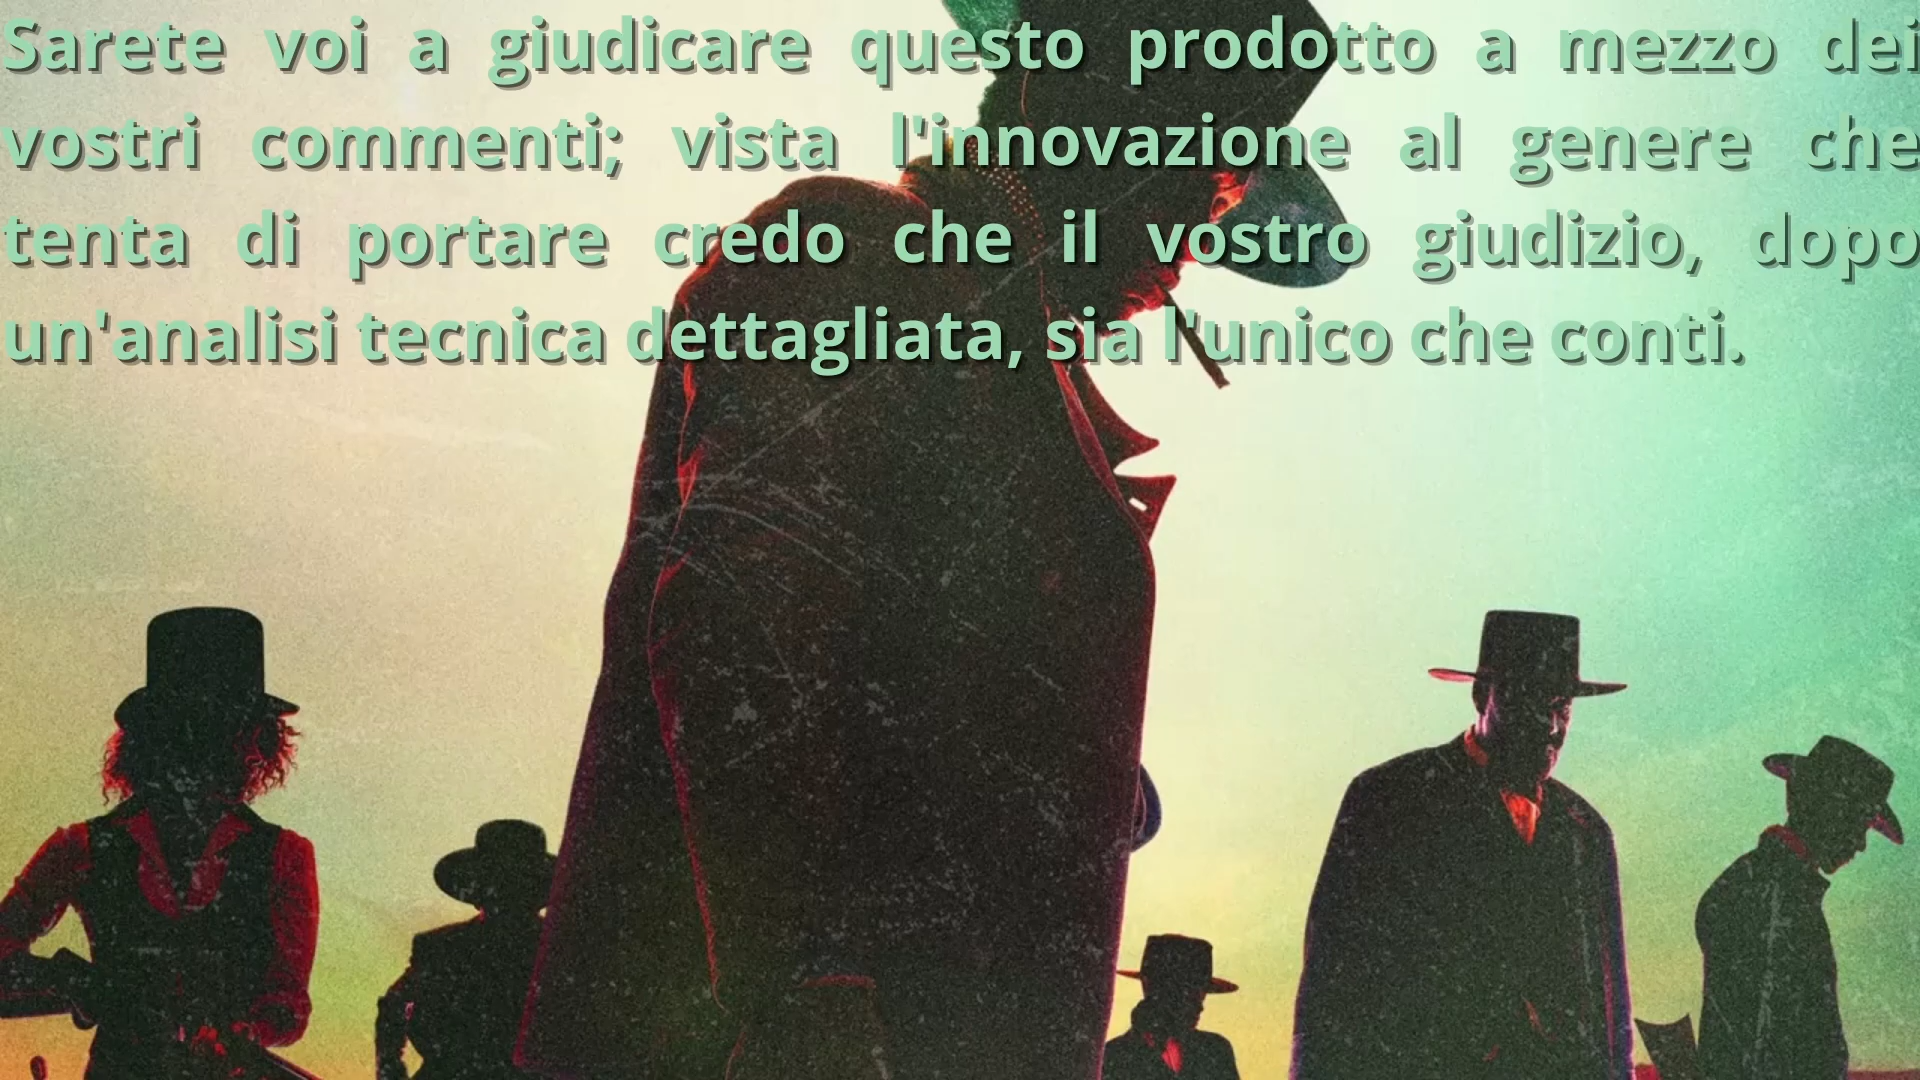 Sarete voi a giudicare questo prodotto a mezzo dei
vostri commenti; vista l'innovazione al genere che
tenta di portare credo che il vostro giudizio, dopo
un'analisi tecnica dettagliata, sia l'unico che conti.